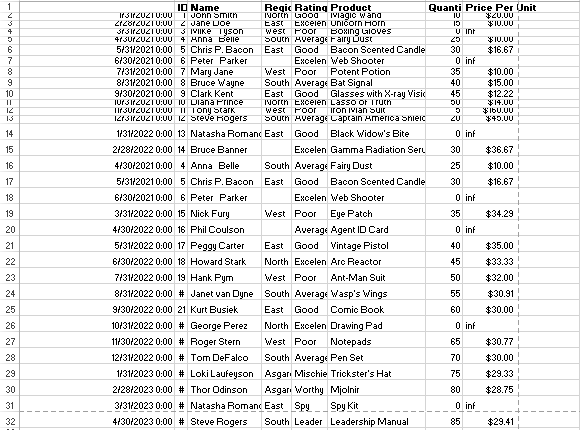 1 ID Name Regic Rating Product Quanti Price Per Unit
2 1/31/2021 0:00 1 John Smith North Good Magic Wand 10 $20.00
3 2/28/2021 0:00 2 Jane Doe East Excelen Unicorn Horn 15 $10.00
4 3/31/2021 0:00 3 Mike Tyson West Poor Boxing Gloves 0 inf
5 4/30/2021 0:00 4 Anna Belle South Average Fairy Dust 25 $10.00
6 5/31/2021 0:00 5 Chris P. Bacon East Good Bacon Scented Candle 30 $16.67
7 6/30/2021 0:00 6 Peter Parker Excelen Web Shooter 0 inf
8 7/31/2021 0:00 7 Mary Jane West Poor Potent Potion 35 $10.00
9 8/31/2021 0:00 8 Bruce Wayne South Average Bat Signal 40 $15.00
10 9/30/2021 0:00 9 Clark Kent East Good Glasses with X-ray Visic 45 $12.22
11 10/31/2021 0:00 10 Diana Prince North Excelen Lasso of Truth 50 $14.00
12 11/30/2021 0:00 11 Tony Stark West Poor Iron Man Suit 5 $160.00
13 12/31/2021 0:00 12 Steve Rogers South Average Captain America Shield 20 $45.00
14 1/31/2022 0:00 13 Natasha Romanc East Good Black Widow's Bite 0 inf
15 2/28/2022 0:00 14 Bruce Banner Excelen Gamma Radiation Seru 30 $36.67
16 4/30/2021 0:00 4 Anna Belle South Average Fairy Dust 25 $10.00
17 5/31/2021 0:00 5 Chris P. Bacon East Good Bacon Scented Candle 30 $16.67
18 6/30/2021 0:00 6 Peter Parker Excelen Web Shooter 0 inf
19 3/31/2022 0:00 15 Nick Fury West Poor Eye Patch 35 $34.29
20 4/30/2022 0:00 16 Phil Coulson Average Agent ID Card 0 inf
21 5/31/2022 0:00 17 Peggy Carter East Good Vintage Pistol 40 $35.00
22 6/30/2022 0:00 18 Howard Stark North Excelen Arc Reactor 45 $33.33
23 7/31/2022 0:00 19 Hank Pym West Poor Ant-Man Suit 50 $32.00
24 8/31/2022 0:00 # Janet van Dyne South Average Wasp's Wings 55 $30.91
25 9/30/2022 0:00 21 Kurt Busiek East Good Comic Book 60 $30.00
26 10/31/2022 0:00 # George Perez North Excelen Drawing Pad 0 inf
27 11/30/2022 0:00 # Roger Stern West Poor Notepads 65 $30.77
28 12/31/2022 0:00 # Tom DeFalco South Average Pen Set 70 $30.00
29 1/31/2023 0:00 # Loki Laufeyson Asgarc Mischie Trickster's Hat 75 $29.33
30 2/28/2023 0:00 # Thor Odinson Asgarc Worthy Mjolnir 80 $28.75
31 3/31/2023 0:00 # Natasha Romanc East Spy Spy Kit 0 inf
32 4/30/2023 0:00 # Steve Rogers South Leader Leadership Manual 85 $29.41